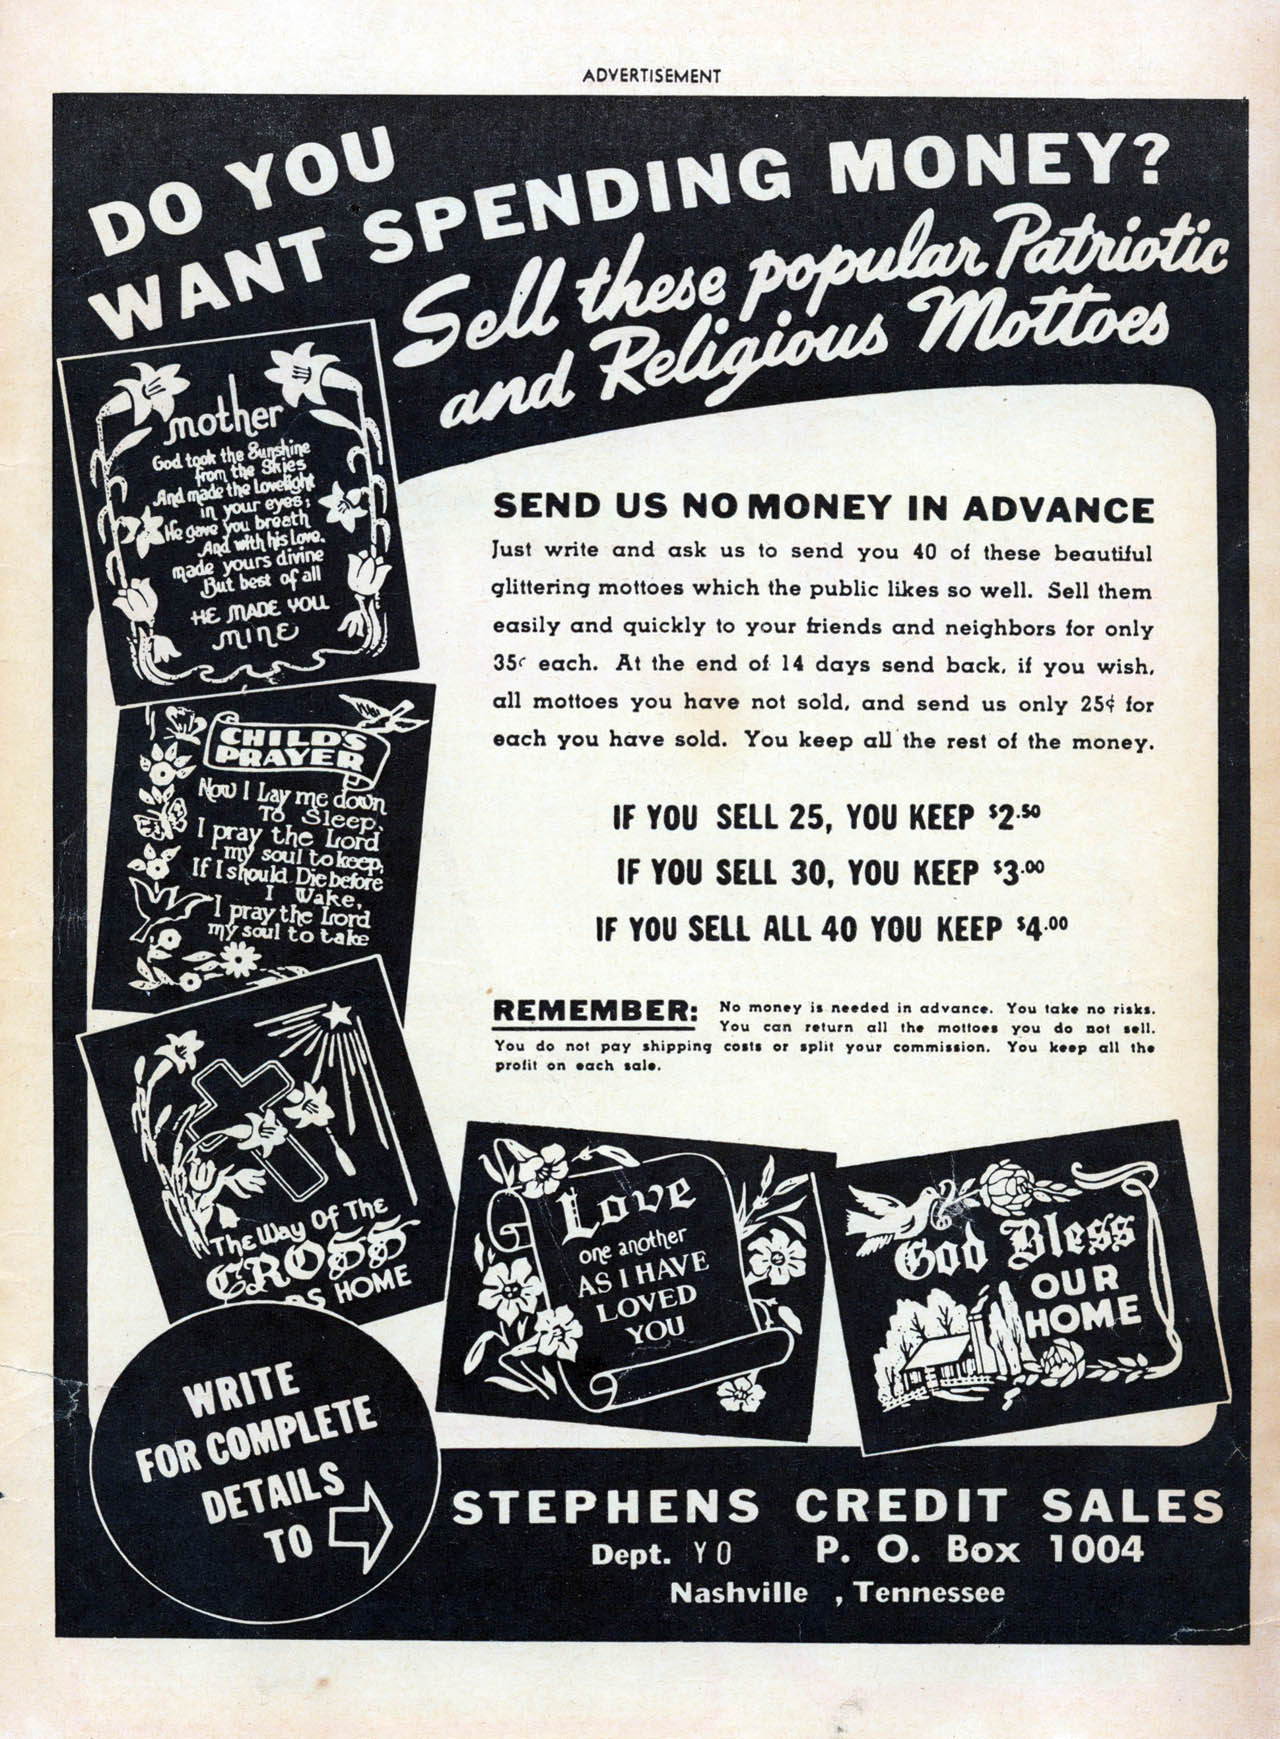 ADVERTISEMENT
DO YOU
WANT SPENDING MONEY?
Sell these popular Patriotic
and Religious Mottoes
mother
God took the Sunshine
from the Skies
And made the Lovelight
in your eyes;
He gave you breath
And with his Love.
made yours divine
But best of all
HE MADE YOU
MINE
CHILD'S
PRAYER
Now I Lay me down
To Sleep,
I pray the Lord
my soul to keep,
If I should Die before
I Wake,
I pray the Lord
my soul to take
The Way Of The
CROSS
HOME
SEND US NO MONEY IN ADVANCE
Just write and ask us to send you 40 of these beautiful
glittering mottoes which the public likes so well. Sell them
easily and quickly to your friends and neighbors for only
35¢ each. At the end of 14 days send back, if you wish,
all mottoes you have not sold, and send us only 25¢ for
each you have sold. You keep all the rest of the money.
IF YOU SELL 25, YOU KEEP $2.50
IF YOU SELL 30, YOU KEEP $3.00
IF YOU SELL ALL 40 YOU KEEP $4.00
REMEMBER: No money is needed in advance. You take no risks.
You can return all the mottoes you do not sell.
You do not pay shipping costs or split your commission. You keep all the
profit on each sale.
Love
one another
AS I HAVE
LOVED
YOU
God Bless
OUR
HOME
WRITE
FOR COMPLETE
DETAILS
TO
STEPHENS CREDIT SALES
Dept. YO P. O. Box 1004
Nashville , Tennessee